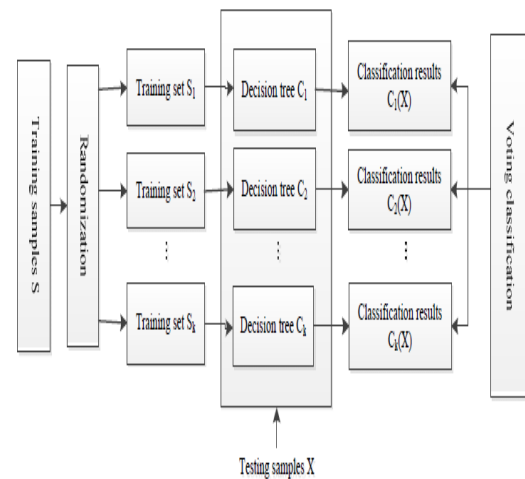 Training samples S
Randomization
Training set S1
Decision tree C1
Classification results
C1(X)
Training set S2
Decision tree C2
Classification results
C2(X)
Training set Sk
Decision tree Ck
Classification results
Ck(X)
Voting classification
Testing samples X